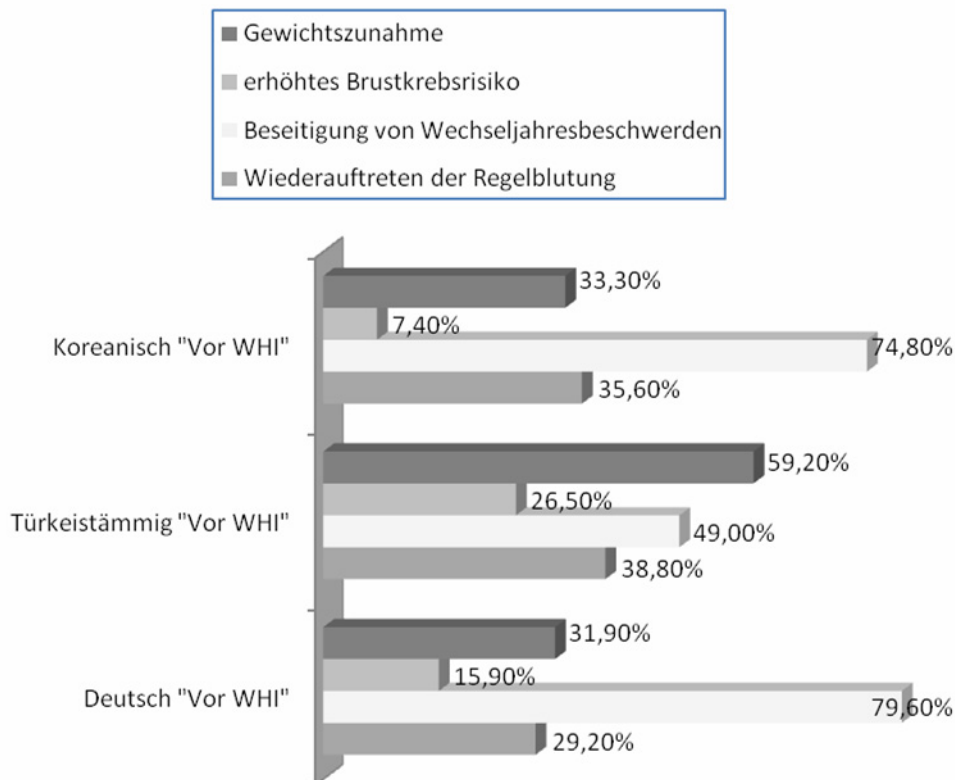 Gewichtszunahme
erhöhtes Brustkrebsrisiko
Beseitigung von Wechseljahresbeschwerden
Wiederauftreten der Regelblutung
33,30%
7,40%
Koreanisch "Vor WHI"
74,80%
35,60%
59,20%
26,50%
Türkeistämmig "Vor WHI"
49,00%
38,80%
31,90%
15,90%
Deutsch "Vor WHI"
79,60%
29,20%